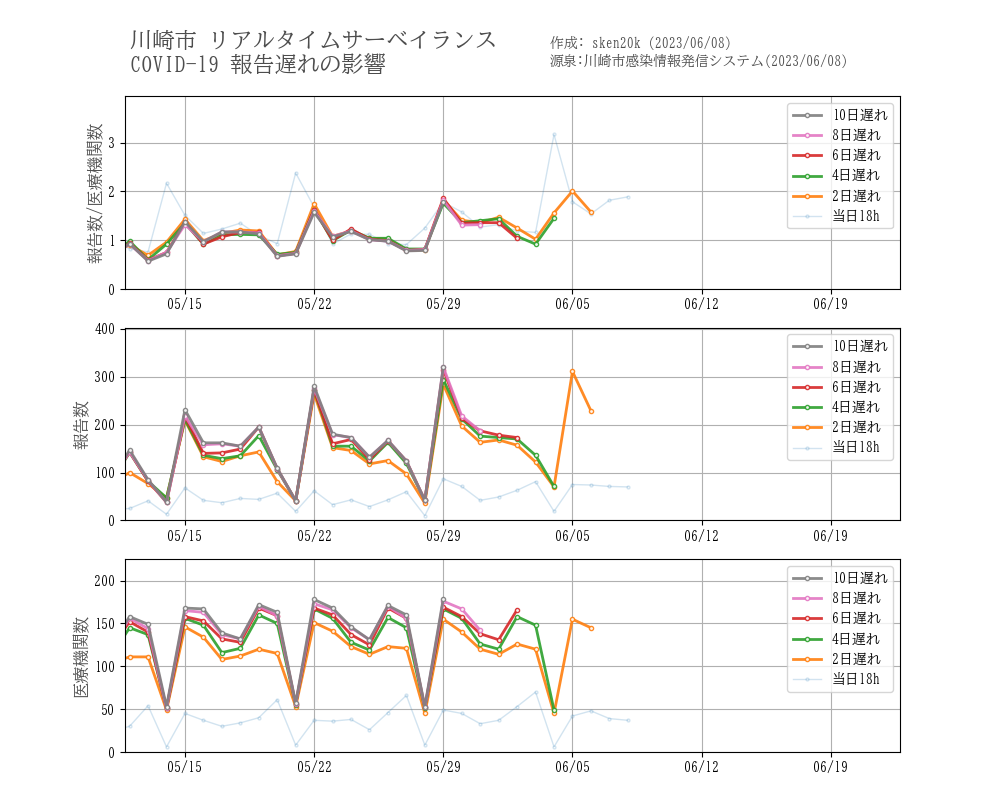 川崎市 リアルタイムサーベイランス
COVID-19 報告遅れの影響
作成: sken20k (2023/06/08)
源泉:川崎市感染情報発信システム(2023/06/08)
報告数/医療機関数
3
2
1
0
05/15 05/22 05/29 06/05 06/12 06/19
10日遅れ
8日遅れ
6日遅れ
4日遅れ
2日遅れ
当日18h
報告数
400
300
200
100
0
05/15 05/22 05/29 06/05 06/12 06/19
10日遅れ
8日遅れ
6日遅れ
4日遅れ
2日遅れ
当日18h
医療機関数
200
150
100
50
0
05/15 05/22 05/29 06/05 06/12 06/19
10日遅れ
8日遅れ
6日遅れ
4日遅れ
2日遅れ
当日18h